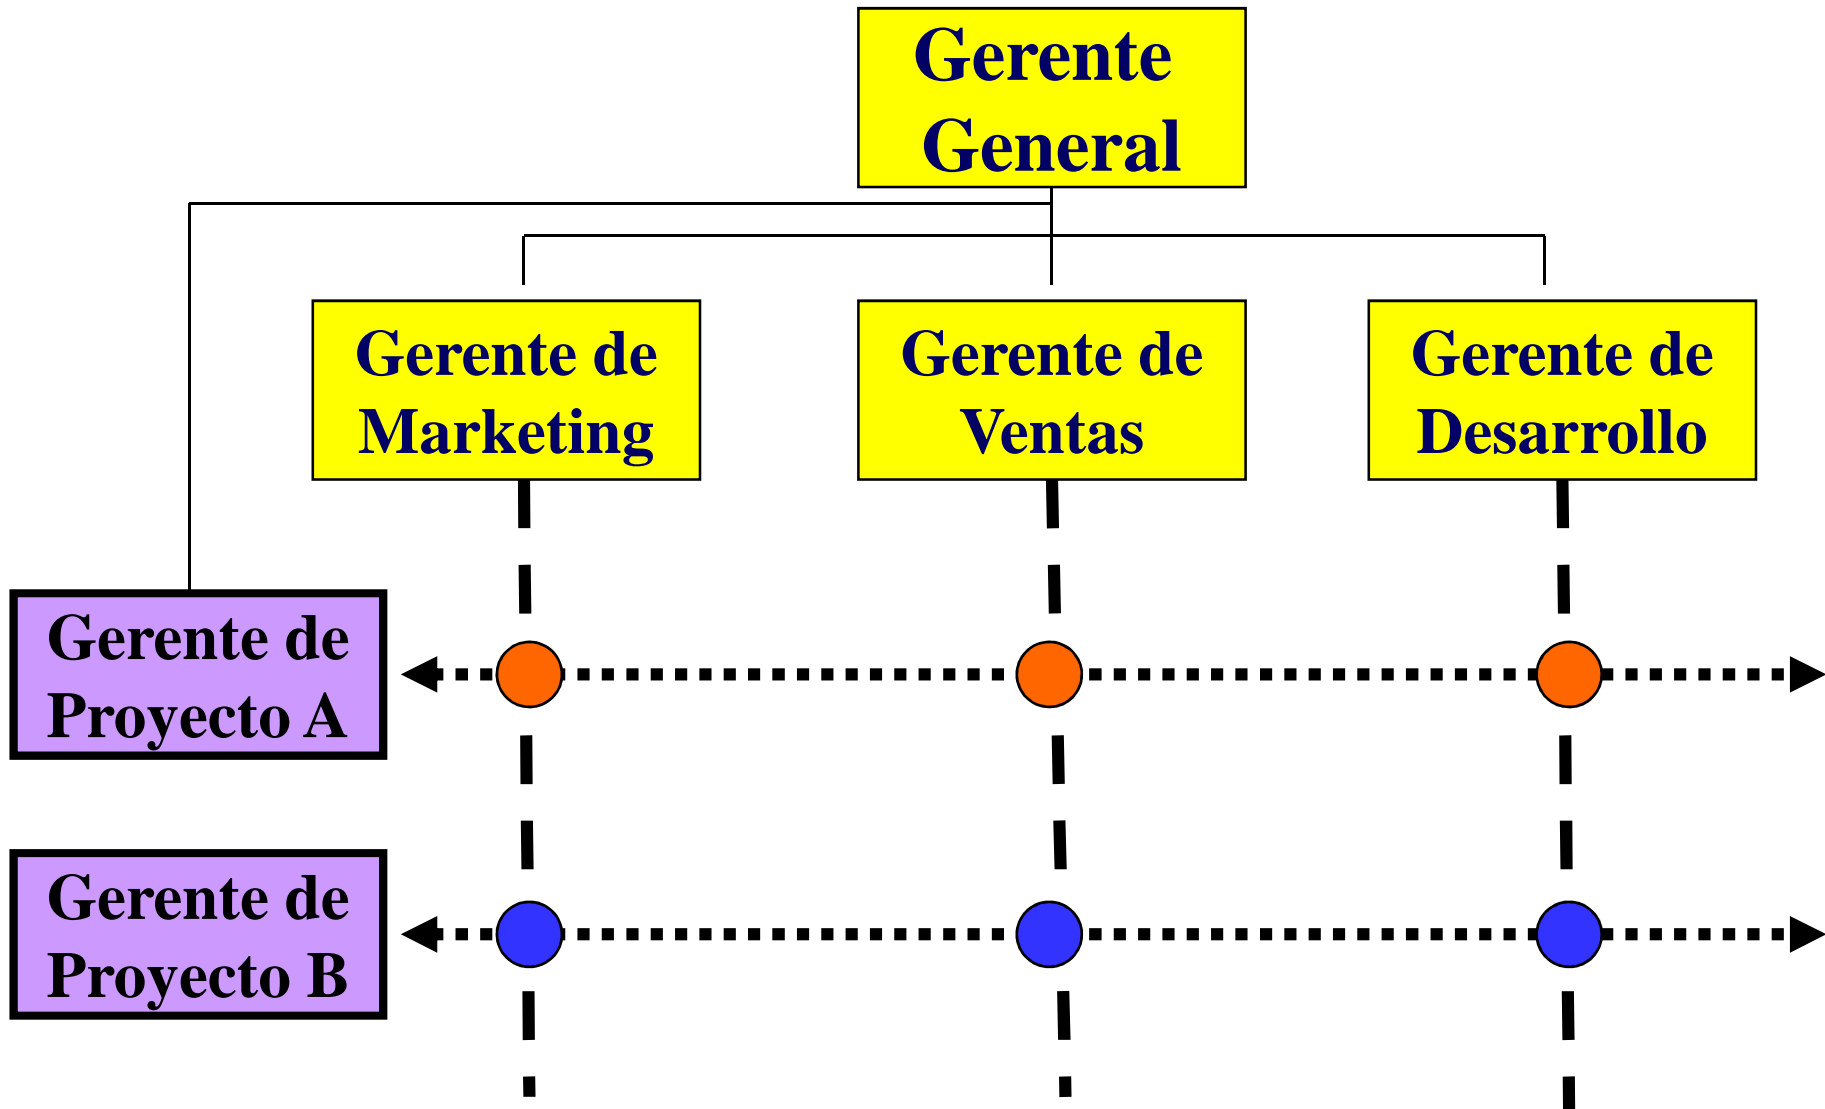 Gerente
General
Gerente de
Marketing
Gerente de
Ventas
Gerente de
Desarrollo
Gerente de
Proyecto A
Gerente de
Proyecto B